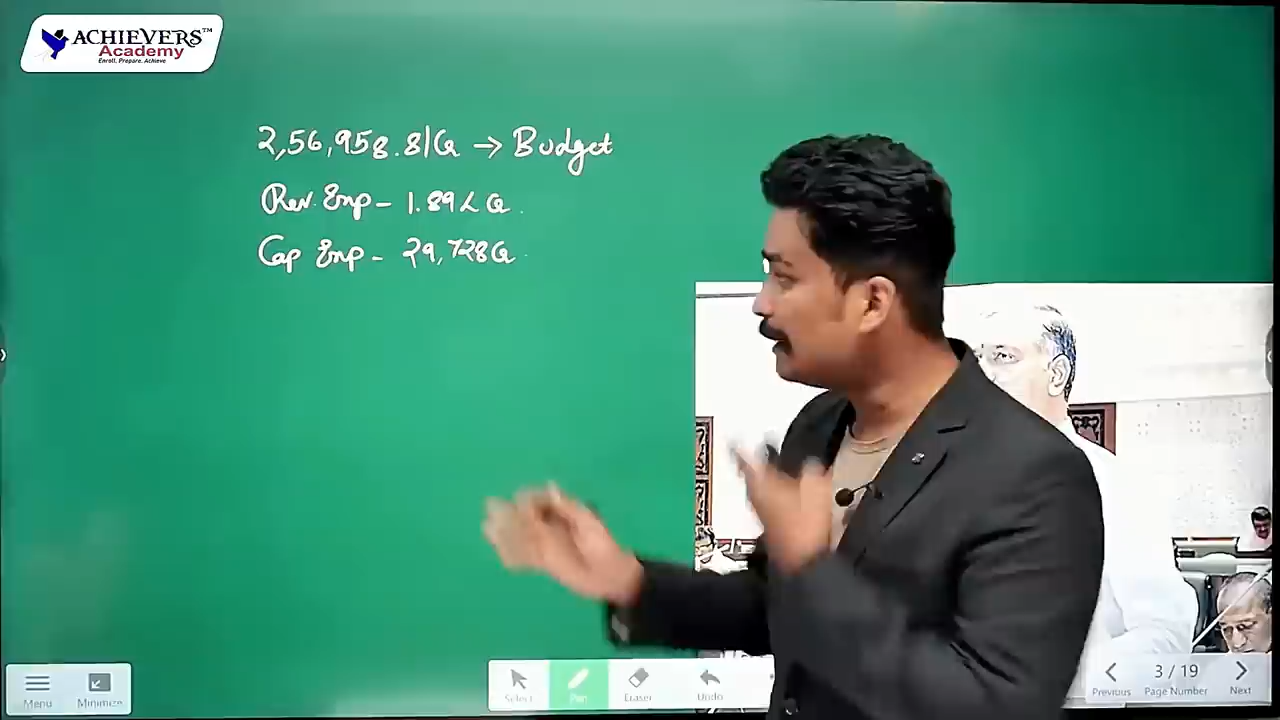 ACHIEVERS™
Academy
Enroll. Prepare. Achieve
2,56,958.81Cr → Budget
Rev. Exp - 1.89 L Cr.
Cap Exp - 29,728Cr
Menu
Minimize
Select
Pen
Eraser
Undo
Previous
3 / 19
Page Number
Next